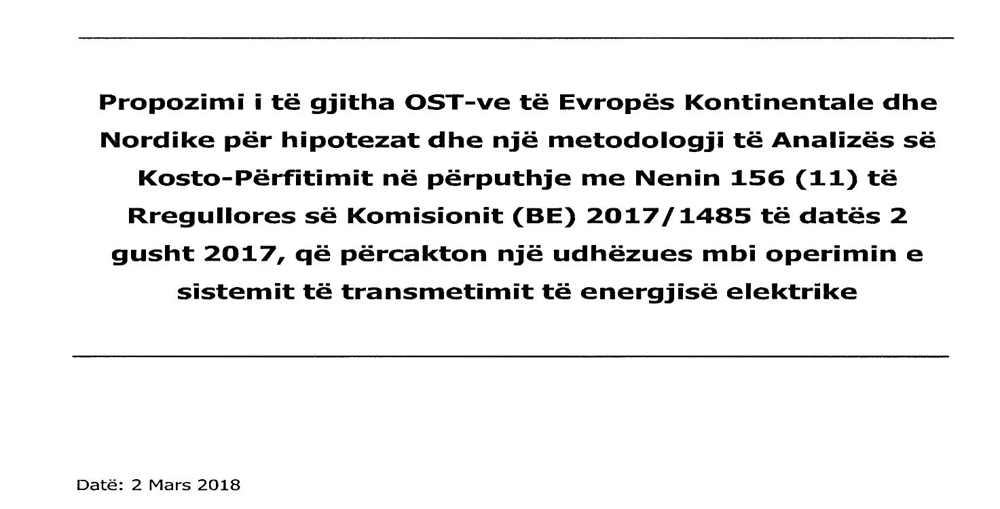 Propozimi i të gjitha OST-ve të Evropës Kontinentale dhe
Nordike për hipotezat dhe një metodologji të Analizës së
Kosto-Përfitimit në përputhje me Nenin 156 (11) të
Rregullores së Komisionit (BE) 2017/1485 të datës 2
gusht 2017, që përcakton një udhëzues mbi operimin e
sistemit të transmetimit të energjisë elektrike
Datë: 2 Mars 2018